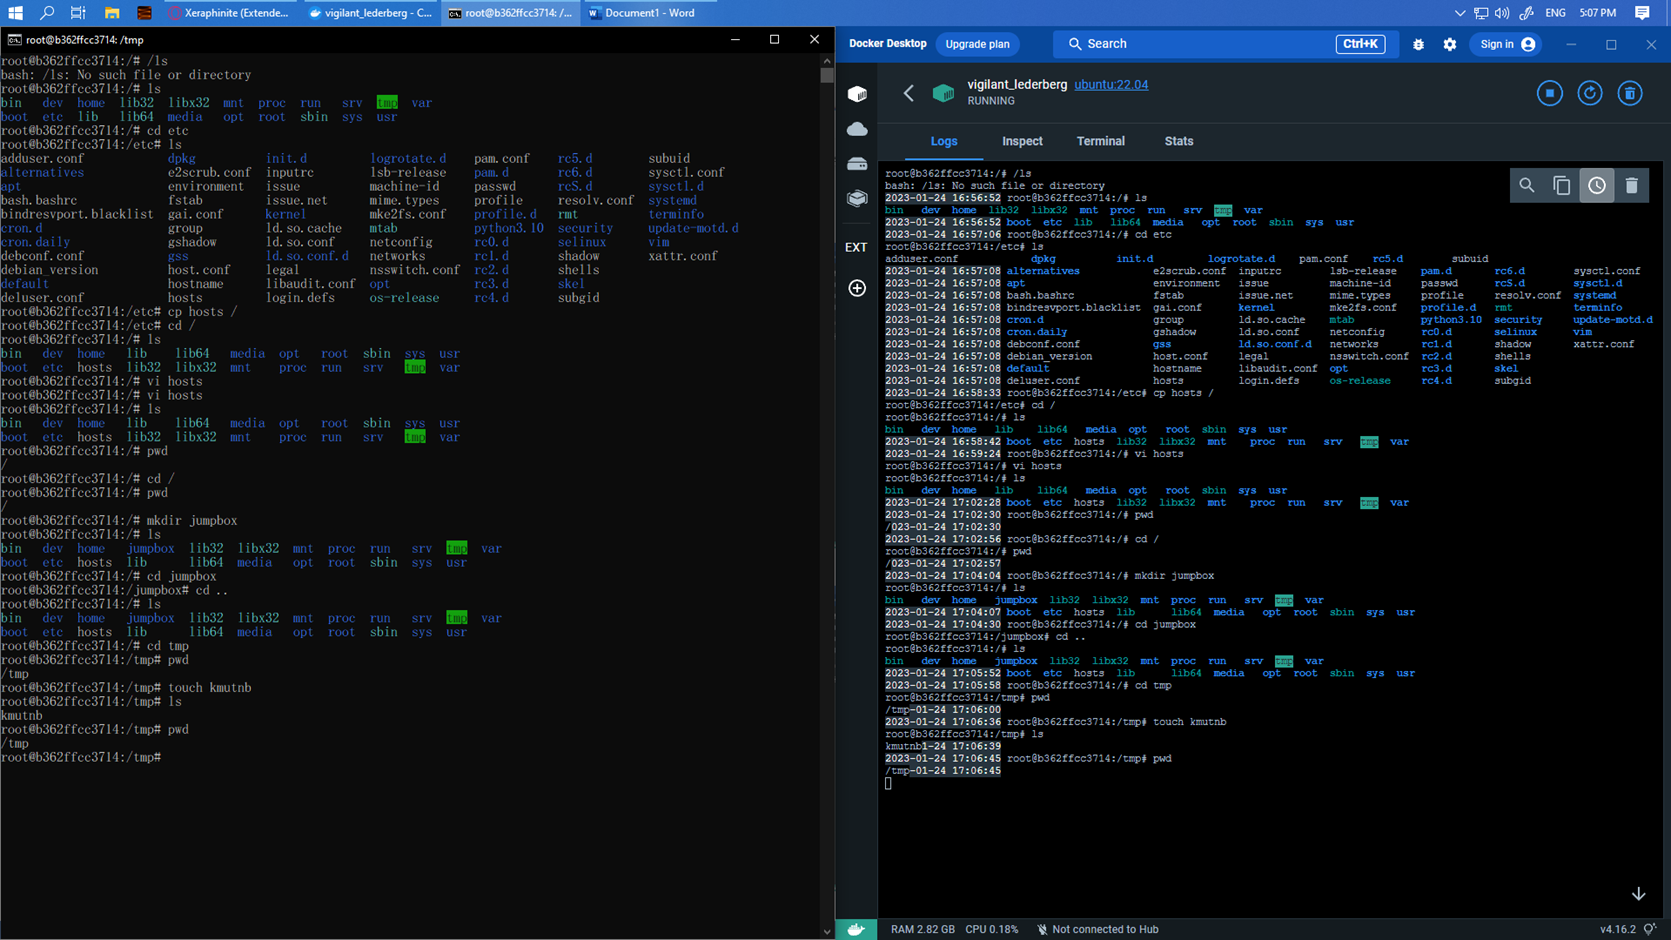 Xeraphinite (Extende...
vigilant_lederberg - C...
root@b362ffcc3714: /...
Document1 - Word
ENG
5:07 PM
root@b362ffcc3714: /tmp
root@b362ffcc3714:/# /ls
bash: /ls: No such file or directory
root@b362ffcc3714:/# ls
bin dev home lib32 libx32 mnt proc run srv tmp var
boot etc lib lib64 media opt root sbin sys usr
root@b362ffcc3714:/# cd etc
root@b362ffcc3714:/etc# ls
adduser.conf dpkg init.d logrotate.d pam.conf rc5.d subuid
alternatives e2scrub.conf inputrc lsb-release pam.d rc6.d sysctl.conf
apt environment issue machine-id passwd rcS.d sysctl.d
bash.bashrc fstab issue.net mime.types profile resolv.conf systemd
bindresvport.blacklist gai.conf kernel mke2fs.conf profile.d rmt terminfo
cron.d group ld.so.cache mtab python3.10 security update-motd.d
cron.daily gshadow ld.so.conf netconfig rc0.d selinux vim
debconf.conf gss ld.so.conf.d networks rc1.d shadow xattr.conf
debian_version host.conf legal nsswitch.conf rc2.d shells
default hostname libaudit.conf opt rc3.d skel
deluser.conf hosts login.defs os-release rc4.d subgid
root@b362ffcc3714:/etc# cp hosts /
root@b362ffcc3714:/etc# cd /
root@b362ffcc3714:/# ls
bin dev home lib lib64 media opt root sbin sys usr
boot etc hosts lib32 libx32 mnt proc run srv tmp var
root@b362ffcc3714:/# vi hosts
root@b362ffcc3714:/# vi hosts
root@b362ffcc3714:/# ls
bin dev home lib lib64 media opt root sbin sys usr
boot etc hosts lib32 libx32 mnt proc run srv tmp var
root@b362ffcc3714:/# pwd
/
root@b362ffcc3714:/# cd /
root@b362ffcc3714:/# pwd
/
root@b362ffcc3714:/# mkdir jumpbox
root@b362ffcc3714:/# ls
bin dev home jumpbox lib32 libx32 mnt proc run srv tmp var
boot etc hosts lib lib64 media opt root sbin sys usr
root@b362ffcc3714:/# cd jumpbox
root@b362ffcc3714:/jumpbox# cd ..
root@b362ffcc3714:/# ls
bin dev home jumpbox lib32 libx32 mnt proc run srv tmp var
boot etc hosts lib lib64 media opt root sbin sys usr
root@b362ffcc3714:/# cd tmp
root@b362ffcc3714:/tmp# pwd
/tmp
root@b362ffcc3714:/tmp# touch kmutnb
root@b362ffcc3714:/tmp# ls
kmutnb
root@b362ffcc3714:/tmp# pwd
/tmp
root@b362ffcc3714:/tmp#
Docker Desktop
Upgrade plan
Search
Ctrl+K
Sign in
vigilant_lederberg ubuntu:22.04
RUNNING
EXT
Logs Inspect Terminal Stats
root@b362ffcc3714:/# /ls
bash: /ls: No such file or directory
2023-01-24 16:56:52 root@b362ffcc3714:/# ls
bin dev home lib32 libx32 mnt proc run srv tmp var
2023-01-24 16:56:52 boot etc lib lib64 media opt root sbin sys usr
2023-01-24 16:57:06 root@b362ffcc3714:/# cd etc
root@b362ffcc3714:/etc# ls
adduser.conf dpkg init.d logrotate.d pam.conf rc5.d subuid
2023-01-24 16:57:08 alternatives e2scrub.conf inputrc lsb-release pam.d rc6.d sysctl.conf
2023-01-24 16:57:08 apt environment issue machine-id passwd rcS.d sysctl.d
2023-01-24 16:57:08 bash.bashrc fstab issue.net mime.types profile resolv.conf systemd
2023-01-24 16:57:08 bindresvport.blacklist gai.conf kernel mke2fs.conf profile.d rmt terminfo
2023-01-24 16:57:08 cron.d group ld.so.cache mtab python3.10 security update-motd.d
2023-01-24 16:57:08 cron.daily gshadow ld.so.conf netconfig rc0.d selinux vim
2023-01-24 16:57:08 debconf.conf gss ld.so.conf.d networks rc1.d shadow xattr.conf
2023-01-24 16:57:08 debian_version host.conf legal nsswitch.conf rc2.d shells
2023-01-24 16:57:08 default hostname libaudit.conf opt rc3.d skel
2023-01-24 16:57:08 deluser.conf hosts login.defs os-release rc4.d subgid
2023-01-24 16:58:33 root@b362ffcc3714:/etc# cp hosts /
root@b362ffcc3714:/etc# cd /
root@b362ffcc3714:/# ls
bin dev home lib lib64 media opt root sbin sys usr
2023-01-24 16:58:42 boot etc hosts lib32 libx32 mnt proc run srv tmp var
2023-01-24 16:59:24 root@b362ffcc3714:/# vi hosts
root@b362ffcc3714:/# vi hosts
root@b362ffcc3714:/# ls
bin dev home lib lib64 media opt root sbin sys usr
2023-01-24 17:02:28 boot etc hosts lib32 libx32 mnt proc run srv tmp var
2023-01-24 17:02:30 root@b362ffcc3714:/# pwd
/023-01-24 17:02:30
2023-01-24 17:02:56 root@b362ffcc3714:/# cd /
root@b362ffcc3714:/# pwd
/023-01-24 17:02:57
2023-01-24 17:04:04 root@b362ffcc3714:/# mkdir jumpbox
root@b362ffcc3714:/# ls
bin dev home jumpbox lib32 libx32 mnt proc run srv tmp var
2023-01-24 17:04:07 boot etc hosts lib lib64 media opt root sbin sys usr
2023-01-24 17:04:30 root@b362ffcc3714:/# cd jumpbox
root@b362ffcc3714:/jumpbox# cd ..
root@b362ffcc3714:/# ls
bin dev home jumpbox lib32 libx32 mnt proc run srv tmp var
2023-01-24 17:05:52 boot etc hosts lib lib64 media opt root sbin sys usr
2023-01-24 17:05:58 root@b362ffcc3714:/# cd tmp
root@b362ffcc3714:/tmp# pwd
/tmp-01-24 17:06:00
2023-01-24 17:06:36 root@b362ffcc3714:/tmp# touch kmutnb
root@b362ffcc3714:/tmp# ls
kmutnb1-24 17:06:39
2023-01-24 17:06:45 root@b362ffcc3714:/tmp# pwd
/tmp-01-24 17:06:45
RAM 2.82 GB CPU 0.18% Not connected to Hub
v4.16.2